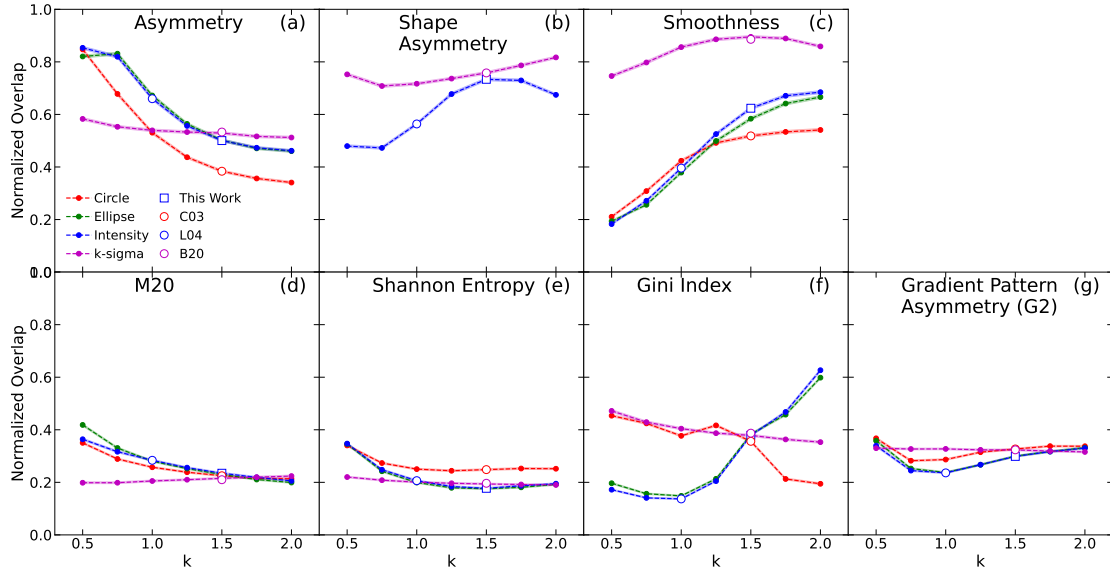 Asymmetry (a)
Shape
Asymmetry
(b)
Smoothness (c)
1.0
0.8
0.6
0.4
0.2
0.0
Normalized Overlap
Circle
Ellipse
Intensity
k-sigma
This Work
C03
L04
B20
M20 (d)
Shannon Entropy (e)
Gini Index (f)
Gradient Pattern
Asymmetry (G2)
(g)
1.0
0.8
0.6
0.4
0.2
0.0
Normalized Overlap
0.5 1.0 1.5 2.0
0.5 1.0 1.5 2.0
0.5 1.0 1.5 2.0
0.5 1.0 1.5 2.0
k
k
k
k